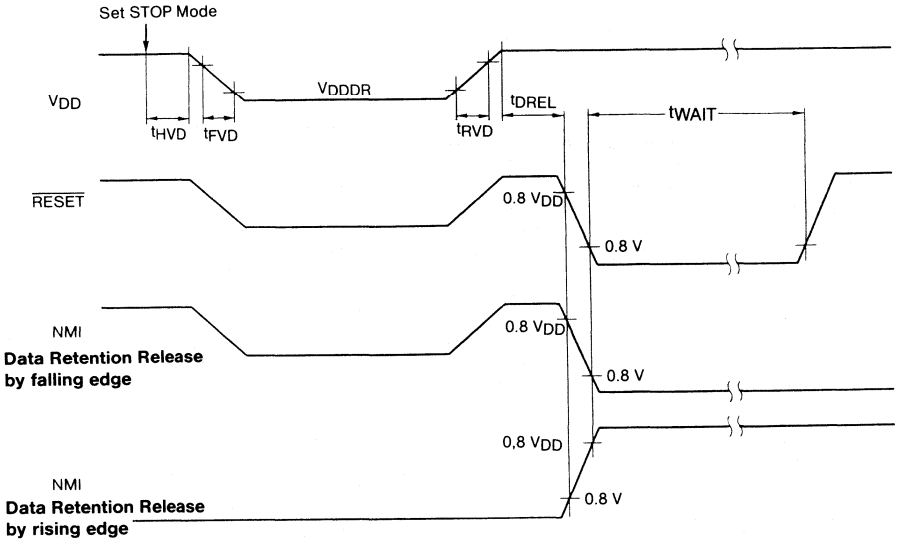 Set STOP Mode
VDD
VDDDR
tHVD
tFVD
tRVD
tDREL
tWAIT
RESET
0.8 VDD
0.8 V
NMI
Data Retention Release
by falling edge
0.8 VDD
0.8 V
NMI
Data Retention Release
by rising edge
0,8 VDD
0.8 V